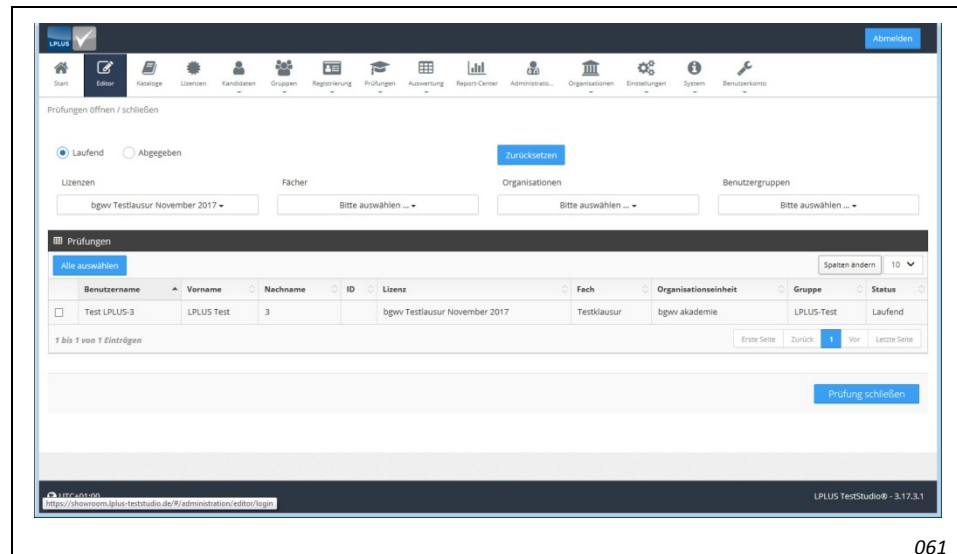 LPLUS
Abmelden
Start Editor Kataloge Lizenzen Kandidaten Gruppen Registrierung Prüfungen Auswertung Report-Center Administrato... Organisationen Einstellungen System Benutzerkonto
Prüfungen öffnen / schließen
Laufend Abgegeben Zurücksetzen
Lizenzen Fächer Organisationen Benutzergruppen
bgwv Testlausur November 2017 Bitte auswählen ... Bitte auswählen ... Bitte auswählen ...
Prüfungen
Alle auswählen Spalten ändern 10
Benutzername Vorname Nachname ID Lizenz Fach Organisationseinheit Gruppe Status
Test LPLUS-3 LPLUS Test 3 bgwv Testlausur November 2017 Testklausur bgwv akademie LPLUS-Test Laufend
1 bis 1 von 1 Einträgen Erste Seite Zurück 1 Vor Letzte Seite
Prüfung schließen
UTC+01:00 LPLUS TestStudio® - 3.17.3.1
https://showroom.lplus-teststudio.de/#/administration/editor/login
061